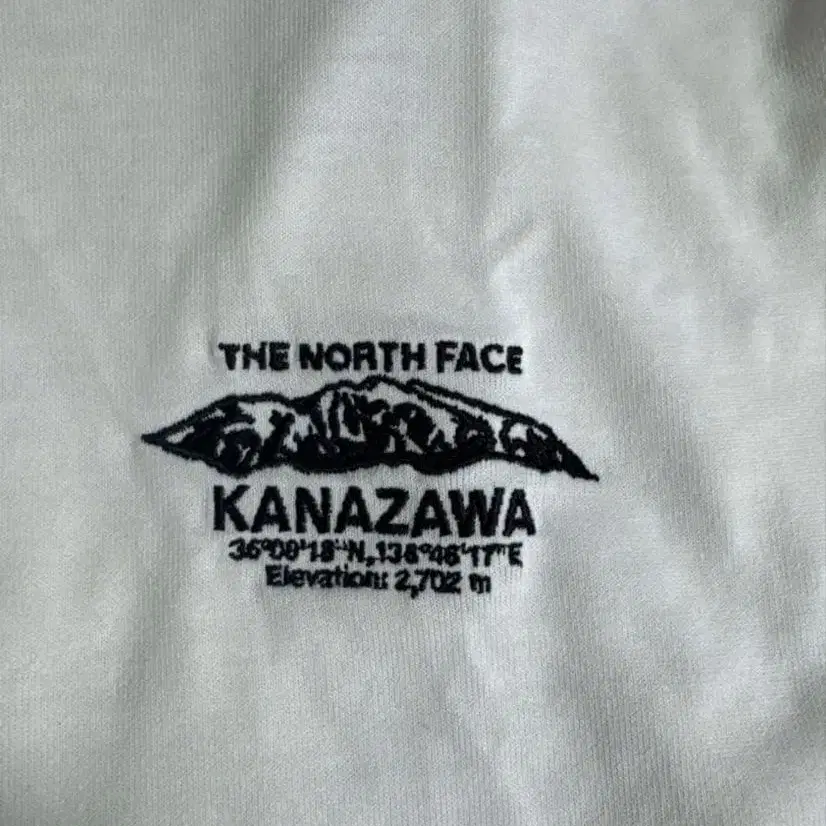 THE NORTH FACE
KANAZAWA
36°09'18"N,136°46'17"E
Elevation: 2,702 m